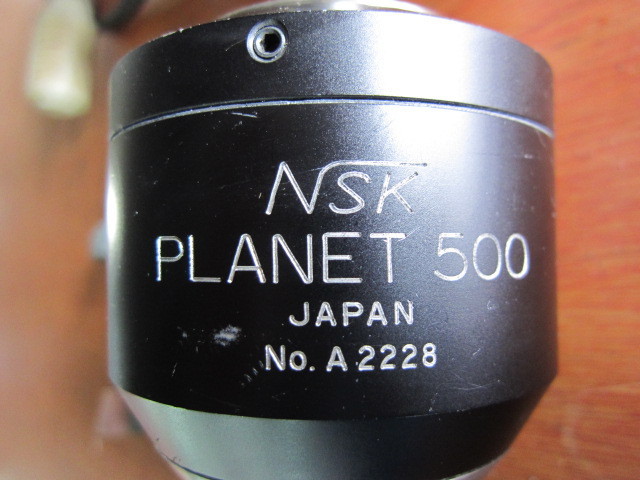 NSK
PLANET 500
JAPAN
No. A 2228